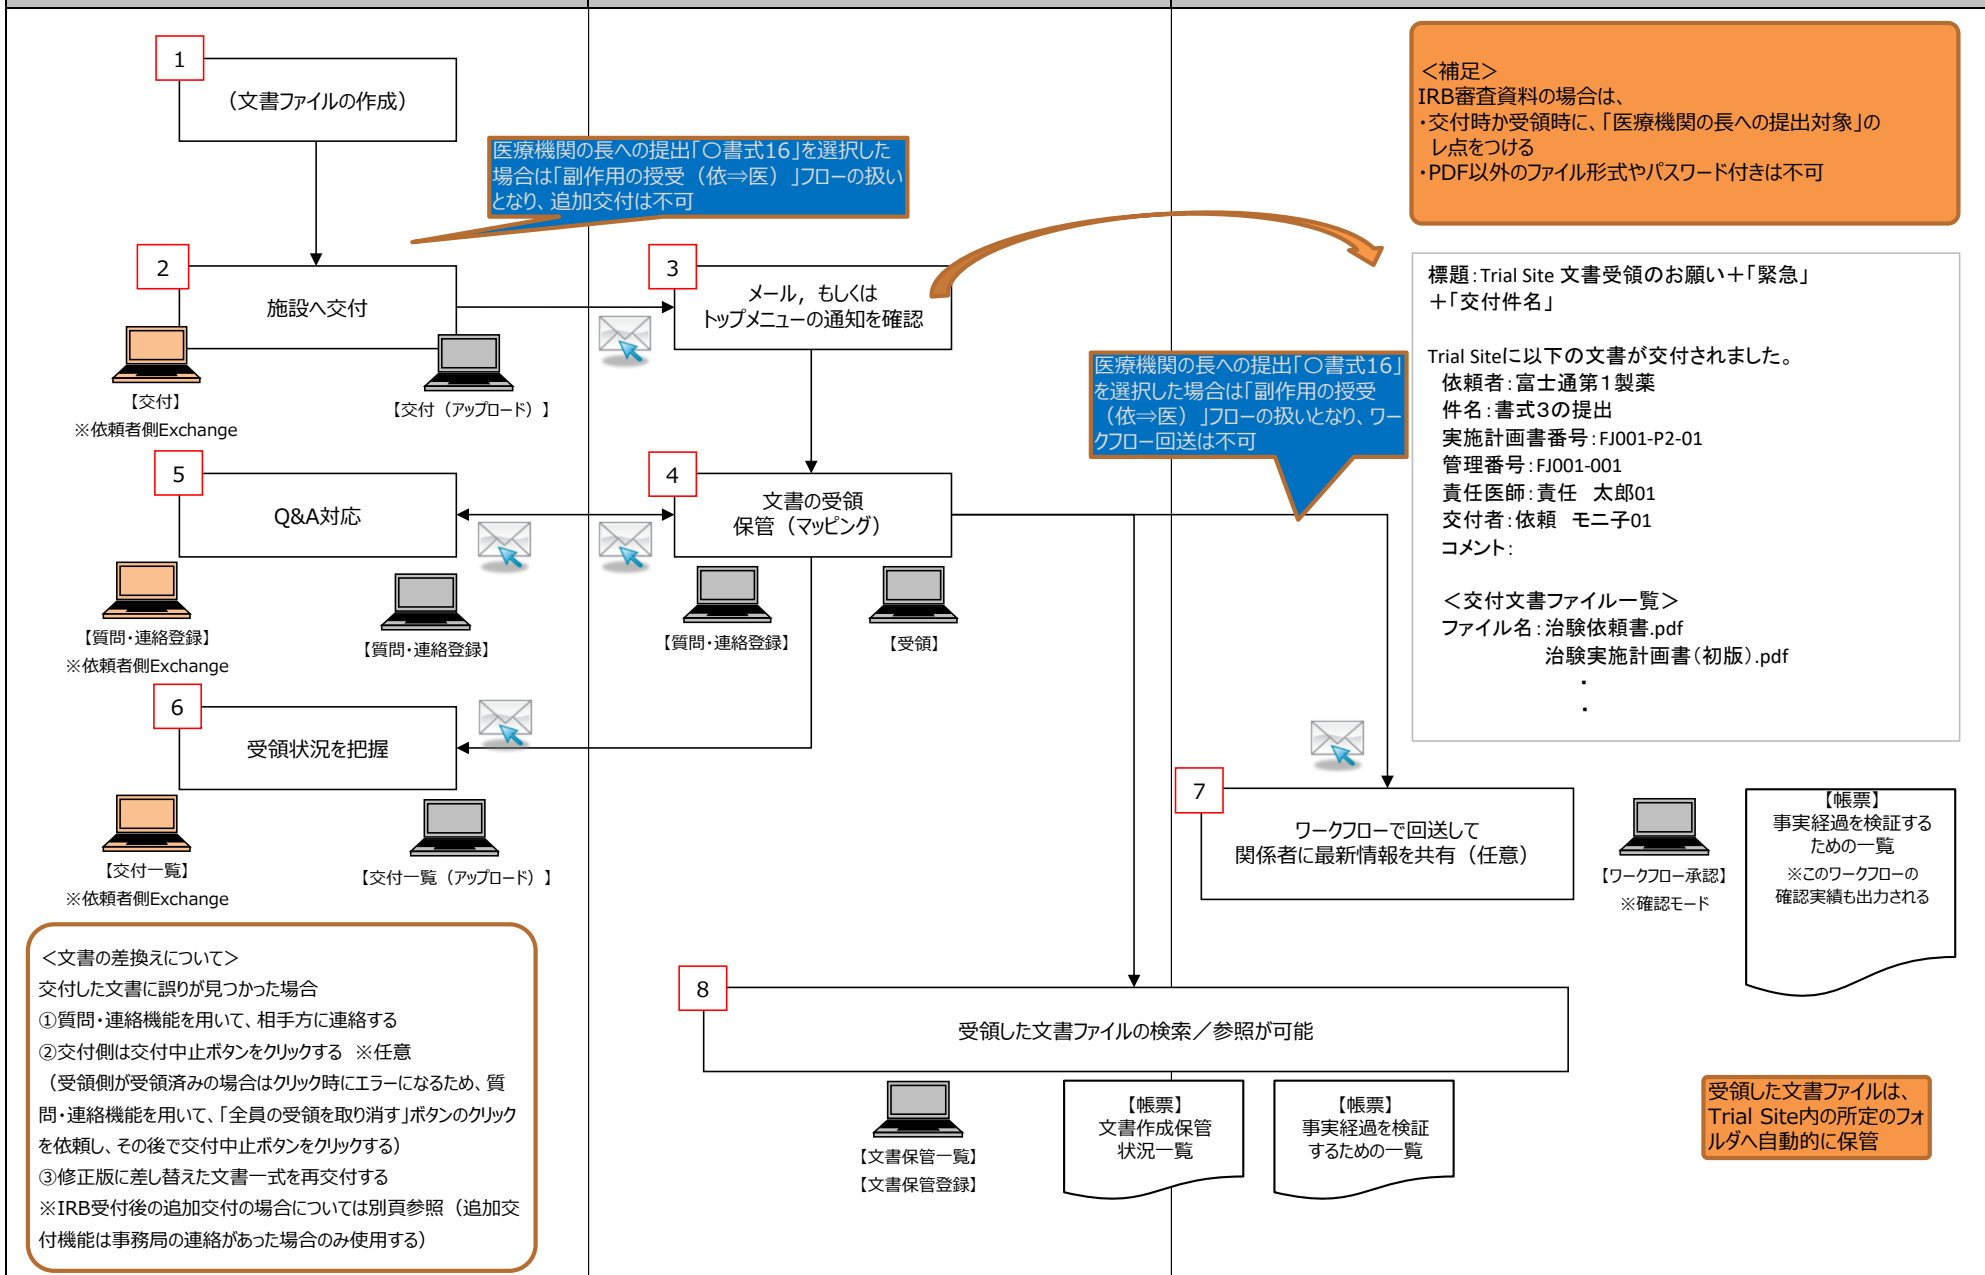 1
（文書ファイルの作成）
医療機関の長への提出「〇書式16」を選択した
場合は「副作用の授受（依⇒医）」フローの扱い
となり、追加交付は不可
＜補足＞
IRB審査資料の場合は、
・交付時か受領時に、「医療機関の長への提出対象」の
レ点をつける
・PDF以外のファイル形式やパスワード付きは不可
2
施設へ交付
【交付】
※依頼者側Exchange
【交付（アップロード）】
3
メール，もしくは
トップメニューの通知を確認
標題：Trial Site 文書受領のお願い＋「緊急」
＋「交付件名」
Trial Siteに以下の文書が交付されました。
依頼者：富士通第１製薬
件名：書式３の提出
実施計画書番号：FJ001-P2-01
管理番号：FJ001-001
責任医師：責任　太郎01
交付者：依頼　モニ子01
コメント：
＜交付文書ファイル一覧＞
ファイル名：治験依頼書.pdf
治験実施計画書（初版）.pdf
・
・
医療機関の長への提出「〇書式16」
を選択した場合は「副作用の授受
（依⇒医）」フローの扱いとなり、ワー
クフロー回送は不可
5
Q&A対応
【質問・連絡登録】
※依頼者側Exchange
【質問・連絡登録】
4
文書の受領
保管（マッピング）
【質問・連絡登録】
【受領】
6
受領状況を把握
【交付一覧】
※依頼者側Exchange
【交付一覧（アップロード）】
7
ワークフローで回送して
関係者に最新情報を共有（任意）
【ワークフロー承認】
※確認モード
【帳票】
事実経過を検証する
ための一覧
※このワークフローの
確認実績も出力される
＜文書の差換えについて＞
交付した文書に誤りが見つかった場合
①質問・連絡機能を用いて、相手方に連絡する
②交付側は交付中止ボタンをクリックする　※任意
（受領側が受領済みの場合はクリック時にエラーになるため、質
問・連絡機能を用いて、「全員の受領を取り消す」ボタンのクリック
を依頼し、その後で交付中止ボタンをクリックする）
③修正版に差し替えた文書一式を再交付する
※IRB受付後の追加交付の場合については別頁参照（追加交
付機能は事務局の連絡があった場合のみ使用する）
8
受領した文書ファイルの検索／参照が可能
【文書保管一覧】
【文書保管登録】
【帳票】
文書作成保管
状況一覧
【帳票】
事実経過を検証
するための一覧
受領した文書ファイルは、
Trial Site内の所定のフォ
ルダへ自動的に保管